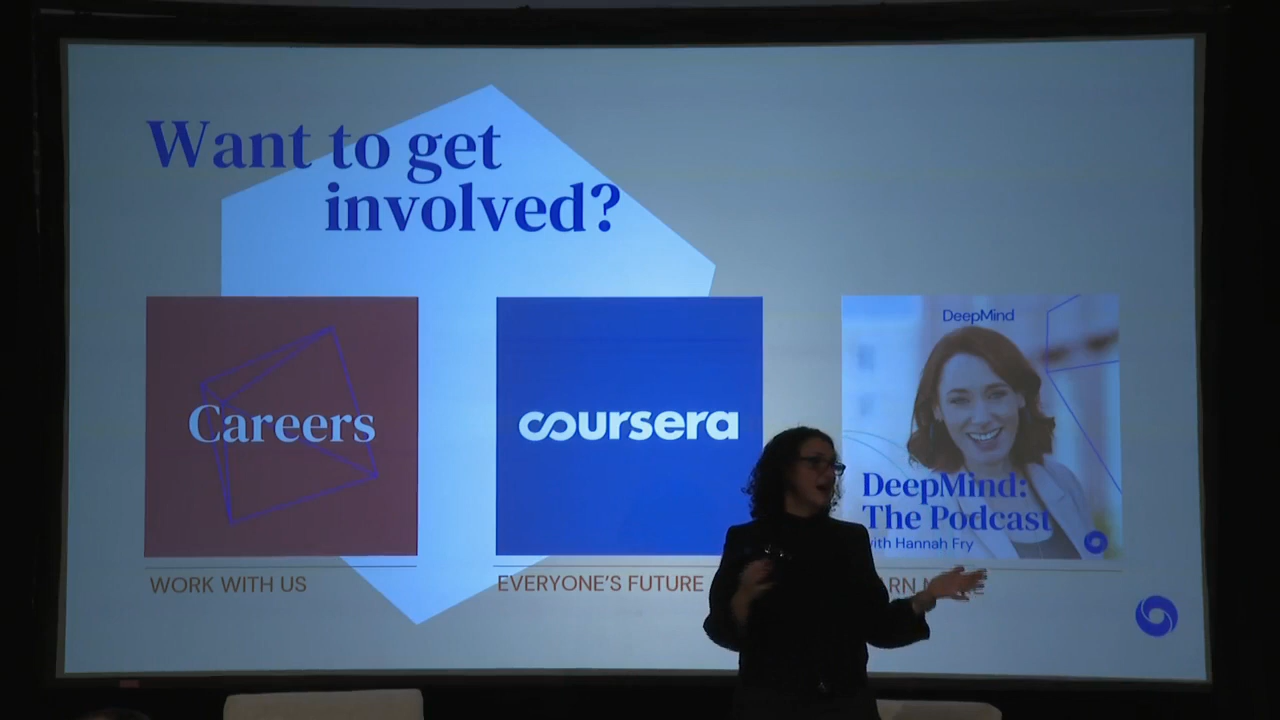 Want to get
involved?
Careers
WORK WITH US
coursera
EVERYONE'S FUTURE
DeepMind
DeepMind:
The Podcast
with Hannah Fry